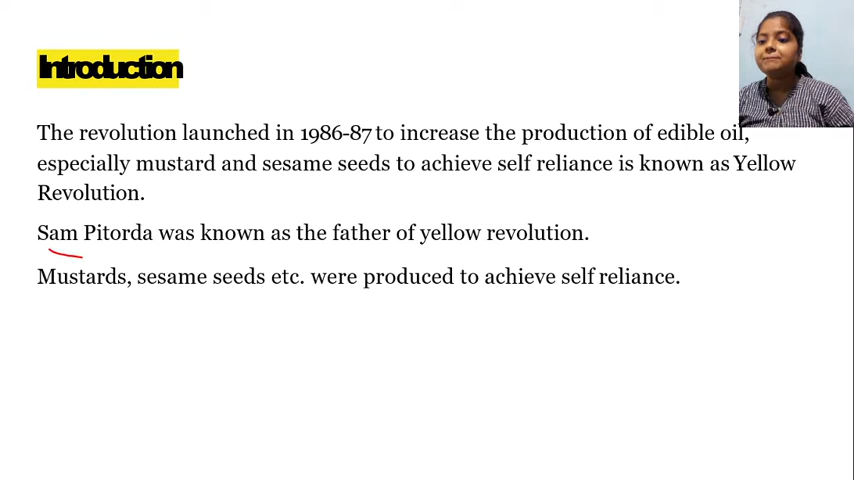 Introduction
The revolution launched in 1986-87 to increase the production of edible oil,
especially mustard and sesame seeds to achieve self reliance is known as Yellow
Revolution.
Sam Pitorda was known as the father of yellow revolution.
Mustards, sesame seeds etc. were produced to achieve self reliance.